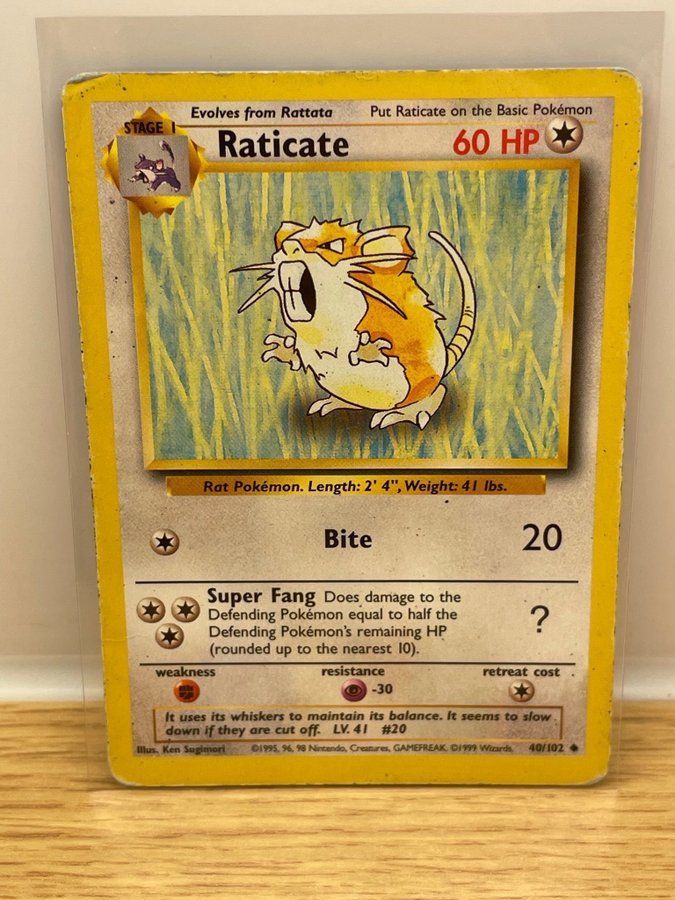 Evolves from Rattata
Put Raticate on the Basic Pokémon
STAGE 1
Raticate
60 HP
Rat Pokémon. Length: 2' 4", Weight: 41 lbs.
Bite
20
Super Fang Does damage to the
Defending Pokémon equal to half the
Defending Pokémon's remaining HP
(rounded up to the nearest 10).
?
weakness
resistance
retreat cost
-30
It uses its whiskers to maintain its balance. It seems to slow
down if they are cut off. LV. 41 #20
Illus. Ken Sugimori
©1995, 96, 98 Nintendo, Creatures, GAMEFREAK. ©1999 Wizards.
40/102